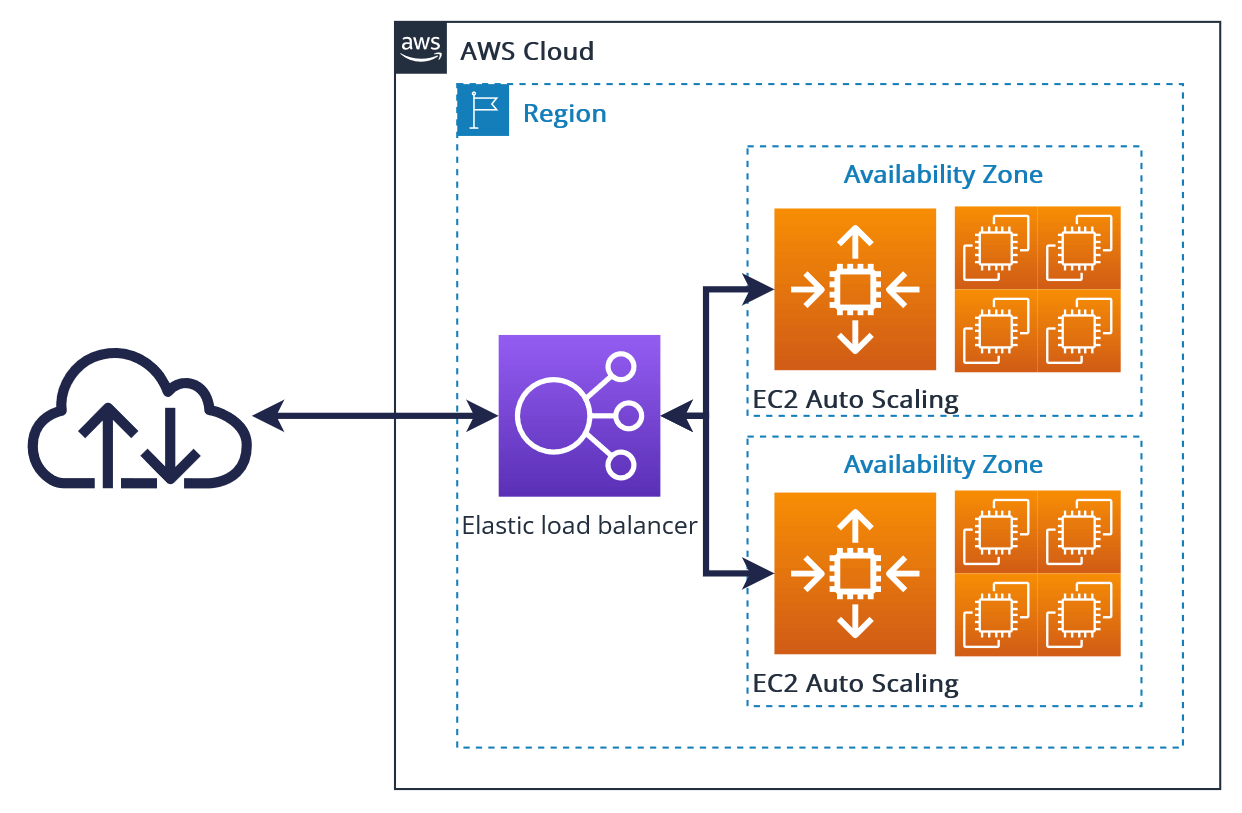 aws
AWS Cloud
Region
Availability Zone
EC2 Auto Scaling
Elastic load balancer
Availability Zone
EC2 Auto Scaling